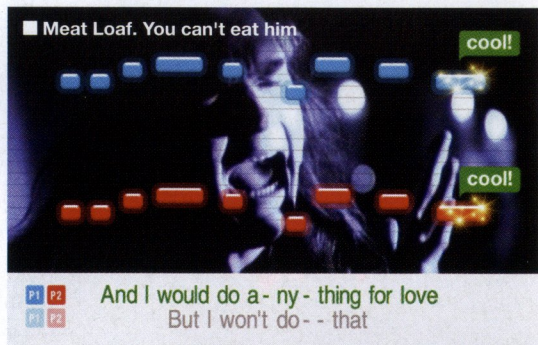 ■ Meat Loaf. You can't eat him
cool!
cool!
P1 P2 And I would do a - ny - thing for love
P1 P2 But I won't do - - that